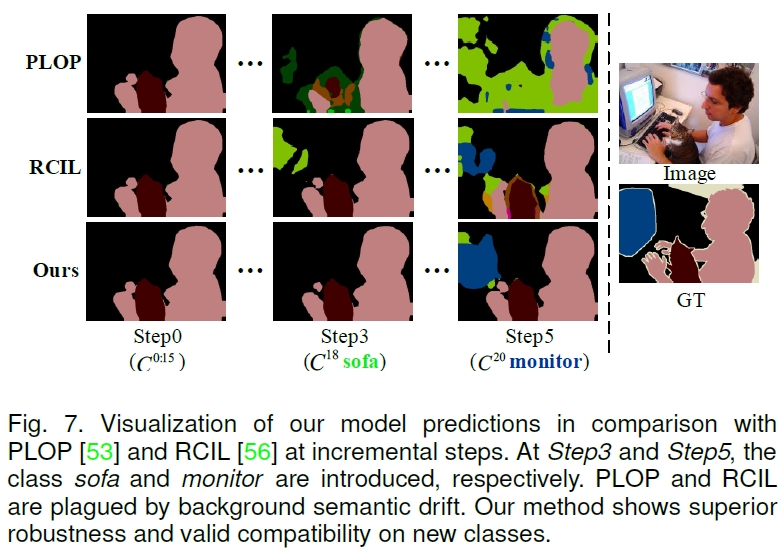 PLOP
...
...
RCIL
...
...
Image
Ours
...
...
GT
Step0
Step3
Step5
(C^{0:15})
(C^{18} sofa)
(C^{20} monitor)
Fig. 7. Visualization of our model predictions in comparison with
PLOP [53] and RCIL [56] at incremental steps. At Step3 and Step5, the
class sofa and monitor are introduced, respectively. PLOP and RCIL
are plagued by background semantic drift. Our method shows superior
robustness and valid compatibility on new classes.